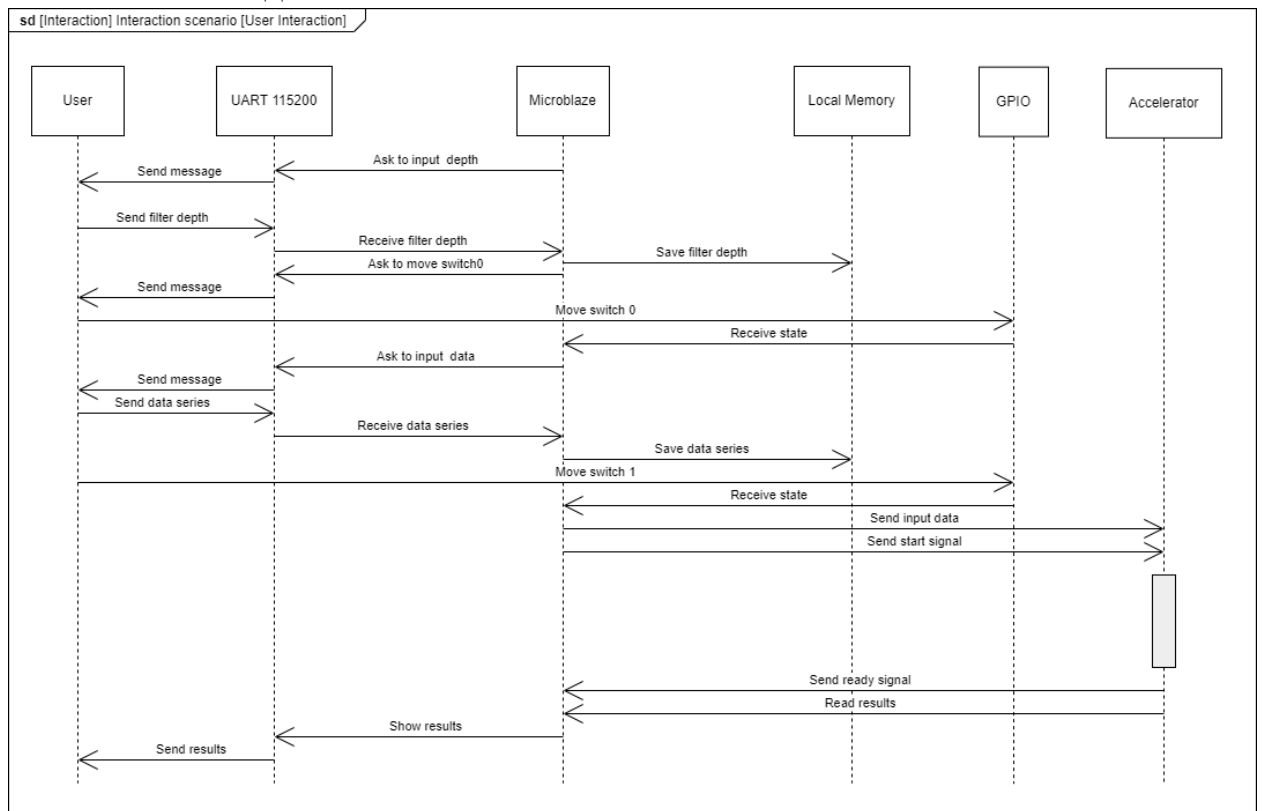 sd [Interaction] Interaction scenario [User Interaction]
User
UART 115200
Microblaze
Local Memory
GPIO
Accelerator
Ask to input depth
Send message
Send filter depth
Receive filter depth
Save filter depth
Ask to move switch0
Send message
Move switch 0
Receive state
Ask to input data
Send message
Send data series
Receive data series
Save data series
Move switch 1
Receive state
Send input data
Send start signal
Send ready signal
Read results
Show results
Send results